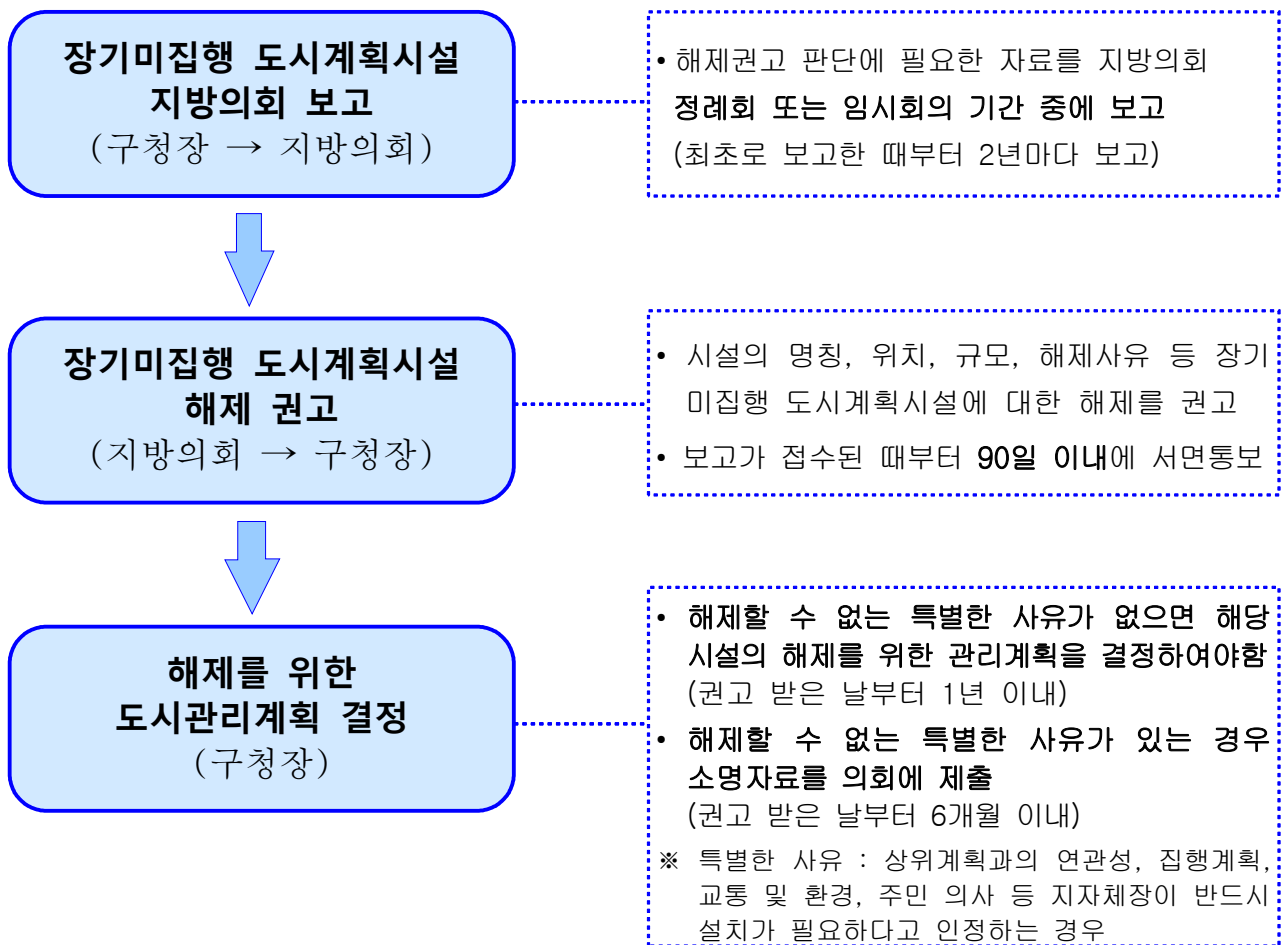 장기미집행 도시계획시설
지방의회 보고
(구청장 → 지방의회)
• 해제권고 판단에 필요한 자료를 지방의회
정례회 또는 임시회의 기간 중에 보고
(최초로 보고한 때부터 2년마다 보고)
장기미집행 도시계획시설
해제 권고
(지방의회 → 구청장)
• 시설의 명칭, 위치, 규모, 해제사유 등 장기
미집행 도시계획시설에 대한 해제를 권고
• 보고가 접수된 때부터 90일 이내에 서면통보
해제를 위한
도시관리계획 결정
(구청장)
• 해제할 수 없는 특별한 사유가 없으면 해당
시설의 해제를 위한 관리계획을 결정하여야함
(권고 받은 날부터 1년 이내)
• 해제할 수 없는 특별한 사유가 있는 경우
소명자료를 의회에 제출
(권고 받은 날부터 6개월 이내)
※ 특별한 사유 : 상위계획과의 연관성, 집행계획,
교통 및 환경, 주민 의사 등 지자체장이 반드시
설치가 필요하다고 인정하는 경우